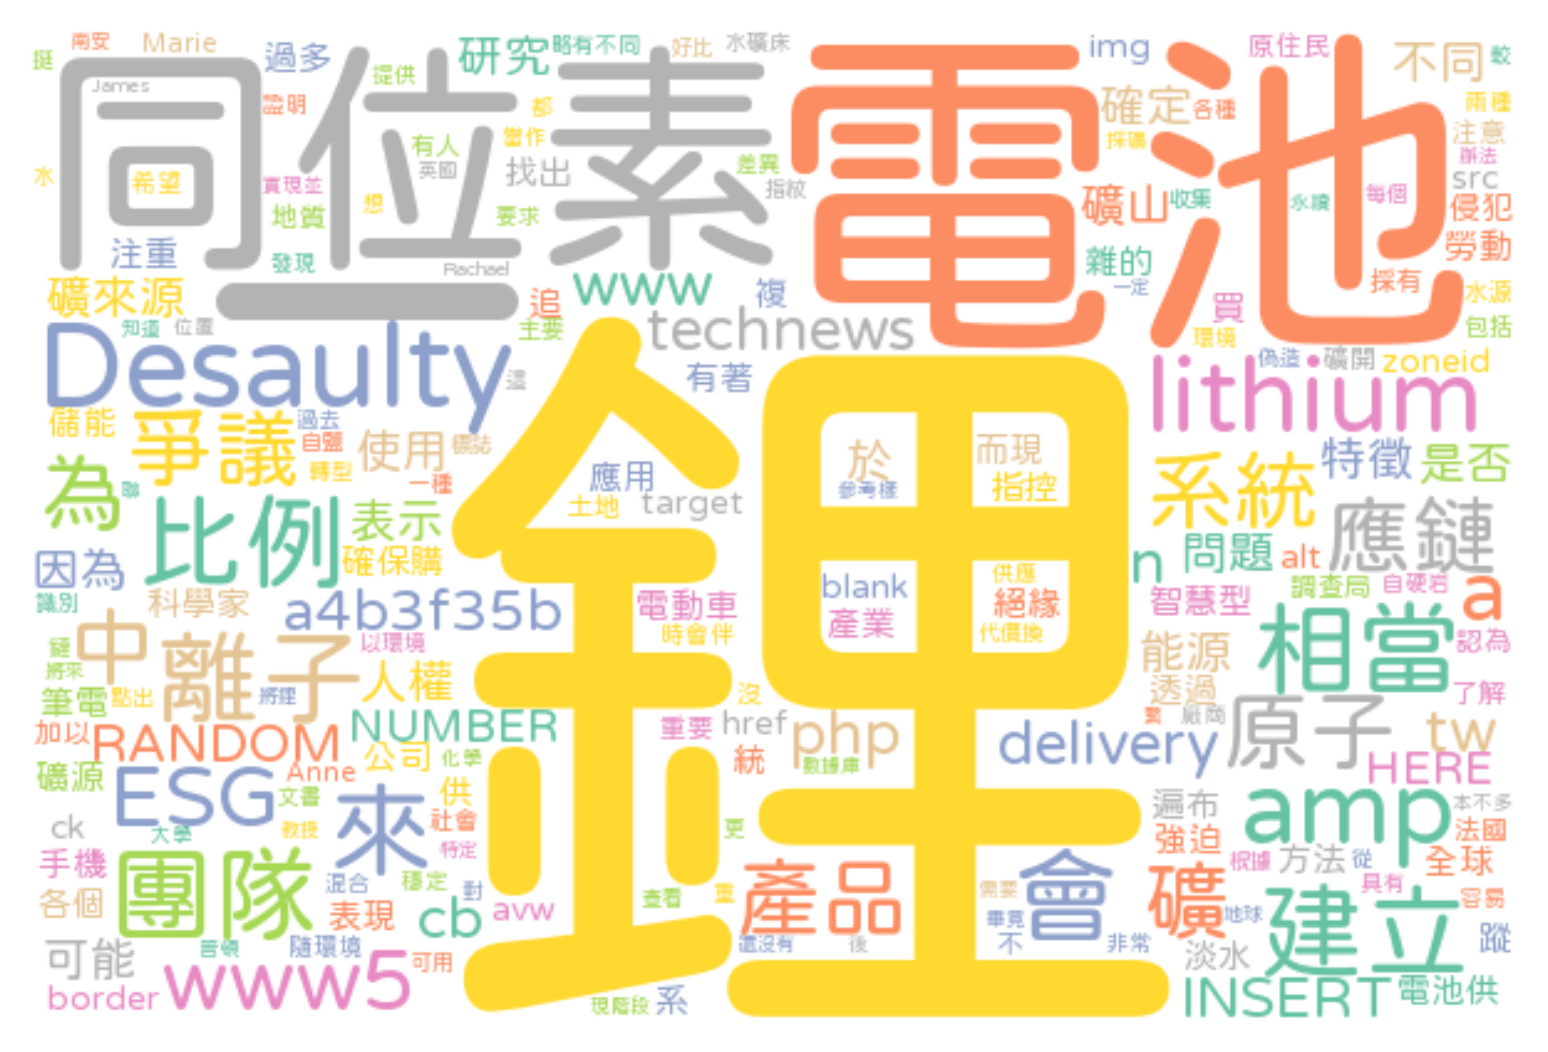 南安 Marie 過多 研究 略有不同 好比 水礦床 img 原住民 不同 較
挺 James 同位素 提供 都 電池 確定 各種 兩種
證明 有人 當作 找出 差異 採礦 注意
水 希望 實現並 英國 指紋 礦山 收集 永續 每個 辦法 src
地質 想 要求 侵犯
注重 發現 Rachael 雜的 勞動
礦來源 追 www 複 一定 買 採有 水源
知道 位置 主要 technews 環境 包括
Desaulty 這 有著 lithium 偽造 礦開 zoneid
儲能 爭議 過去 使用 標誌 鋰 於 而現 系統 特徵 是否
自鹽 轉型 一種 應用 參考樣 指控
為 比例 表示 土地 target 應鏈
因為 確保購 blank 供應 n 問題 alt
識別 科學家 a4b3f35b 電動車 產業 絕緣 智慧型 調查局 自硬岩 a
鏈 中 離子 以環境 時會伴 代價換 能源 相當 認為
將來 筆電 點出 將鋰 人權 沒 透過 了解
加以 RANDOM NUMBER 重要 href php delivery 廠商 原子 tw
礦源 ESG Anne 公司 化學 統 數據庫 HERE
文書 來 供 遍布 amp 本不多
ck 大學 教授 社會 更 強迫 法國
手機 團隊 特定 產品 會 礦 根據 方法 從 全球
各個 混合 穩定 對 查看 重 需要 具有 容易
表現 cb avw 畢竟 地球 建立
可能 普頓 隨環境 還沒有 後 不 非常 淡水 蹤
border www5 可用 現階段 系 INSERT 電池供